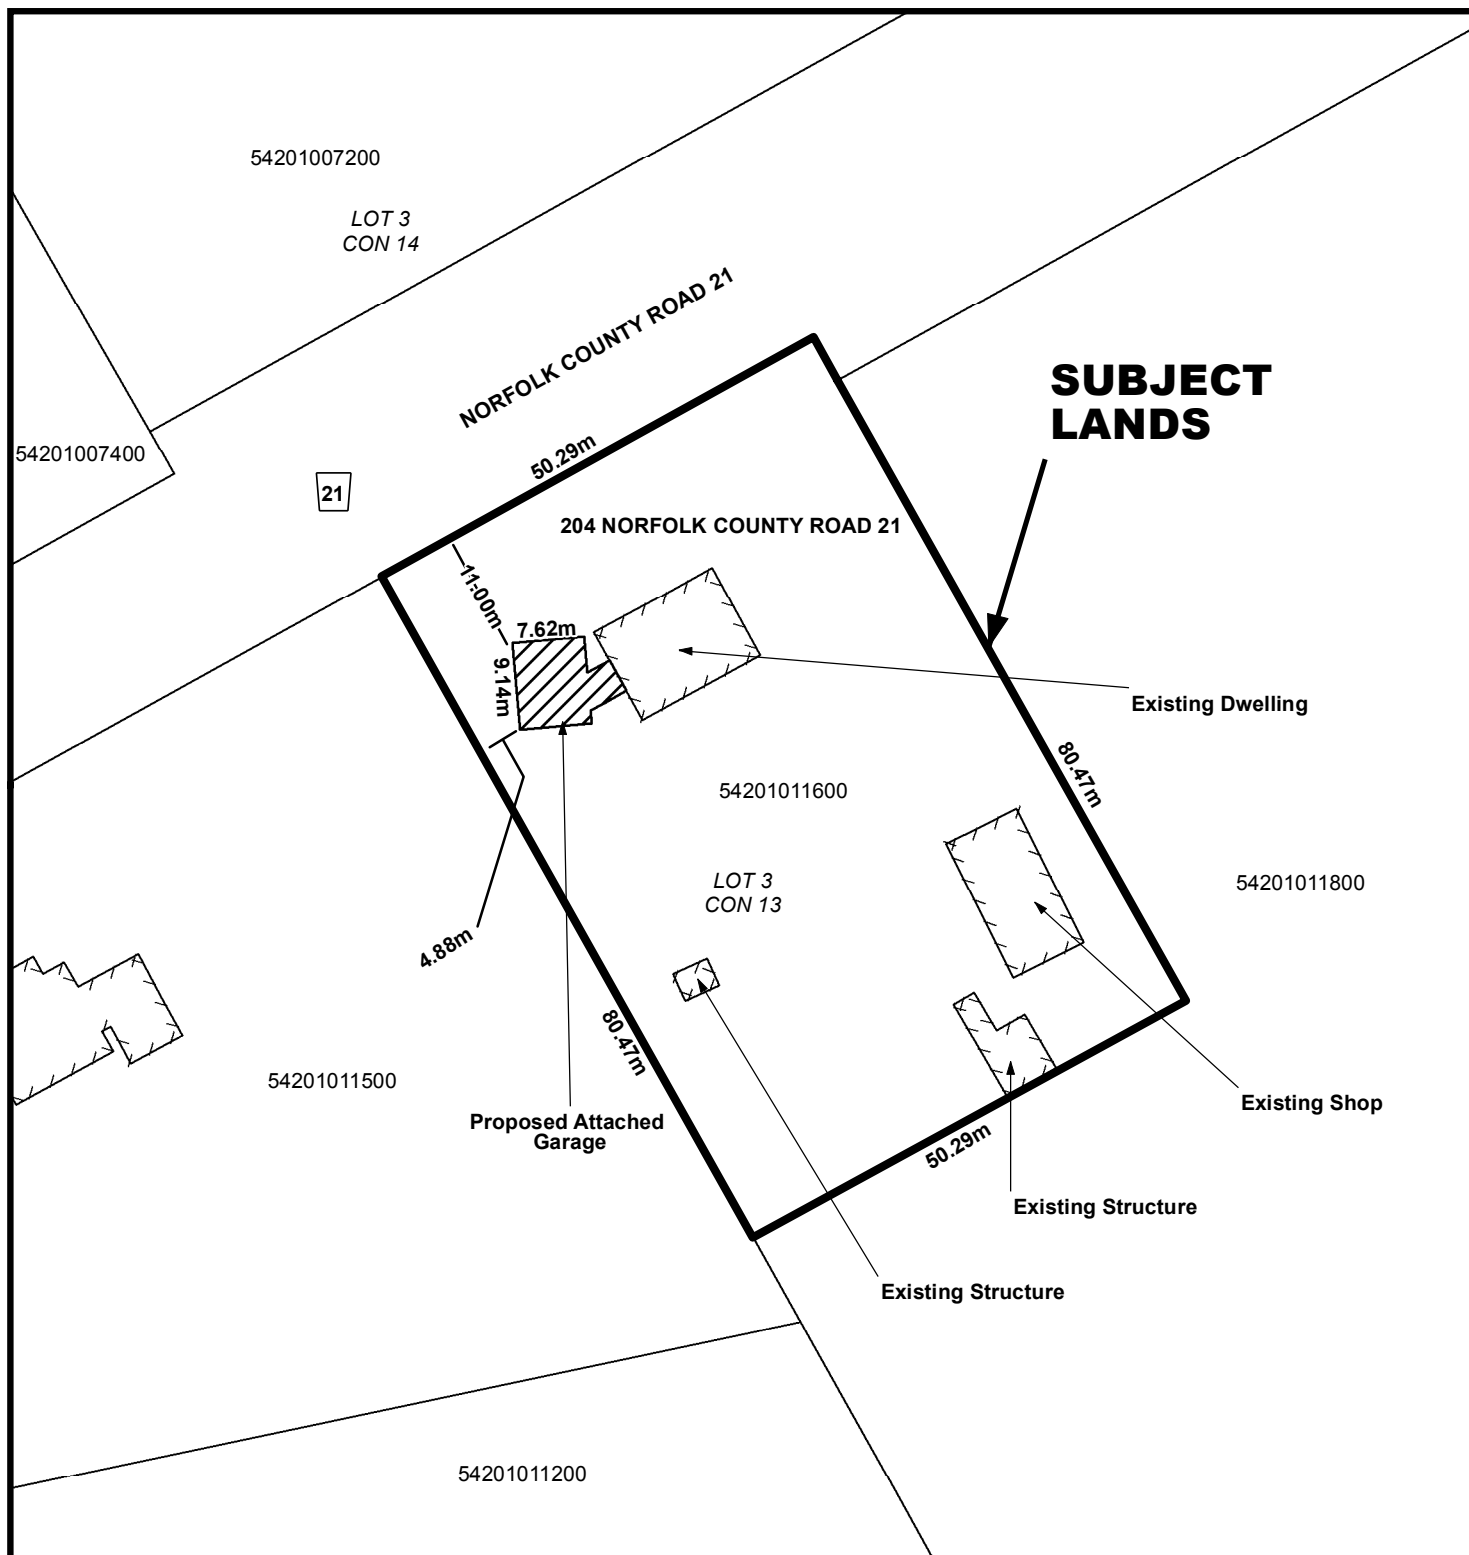 54201007200
LOT 3
CON 14
NORFOLK COUNTY ROAD 21
SUBJECT
LANDS
54201007400
50.29m
21
204 NORFOLK COUNTY ROAD 21
11.00m
7.62m
9.14m
Existing Dwelling
80.47m
54201011600
LOT 3
CON 13
54201011800
4.88m
80.47m
54201011500
Proposed Attached
Garage
Existing Shop
50.29m
Existing Structure
Existing Structure
54201011200